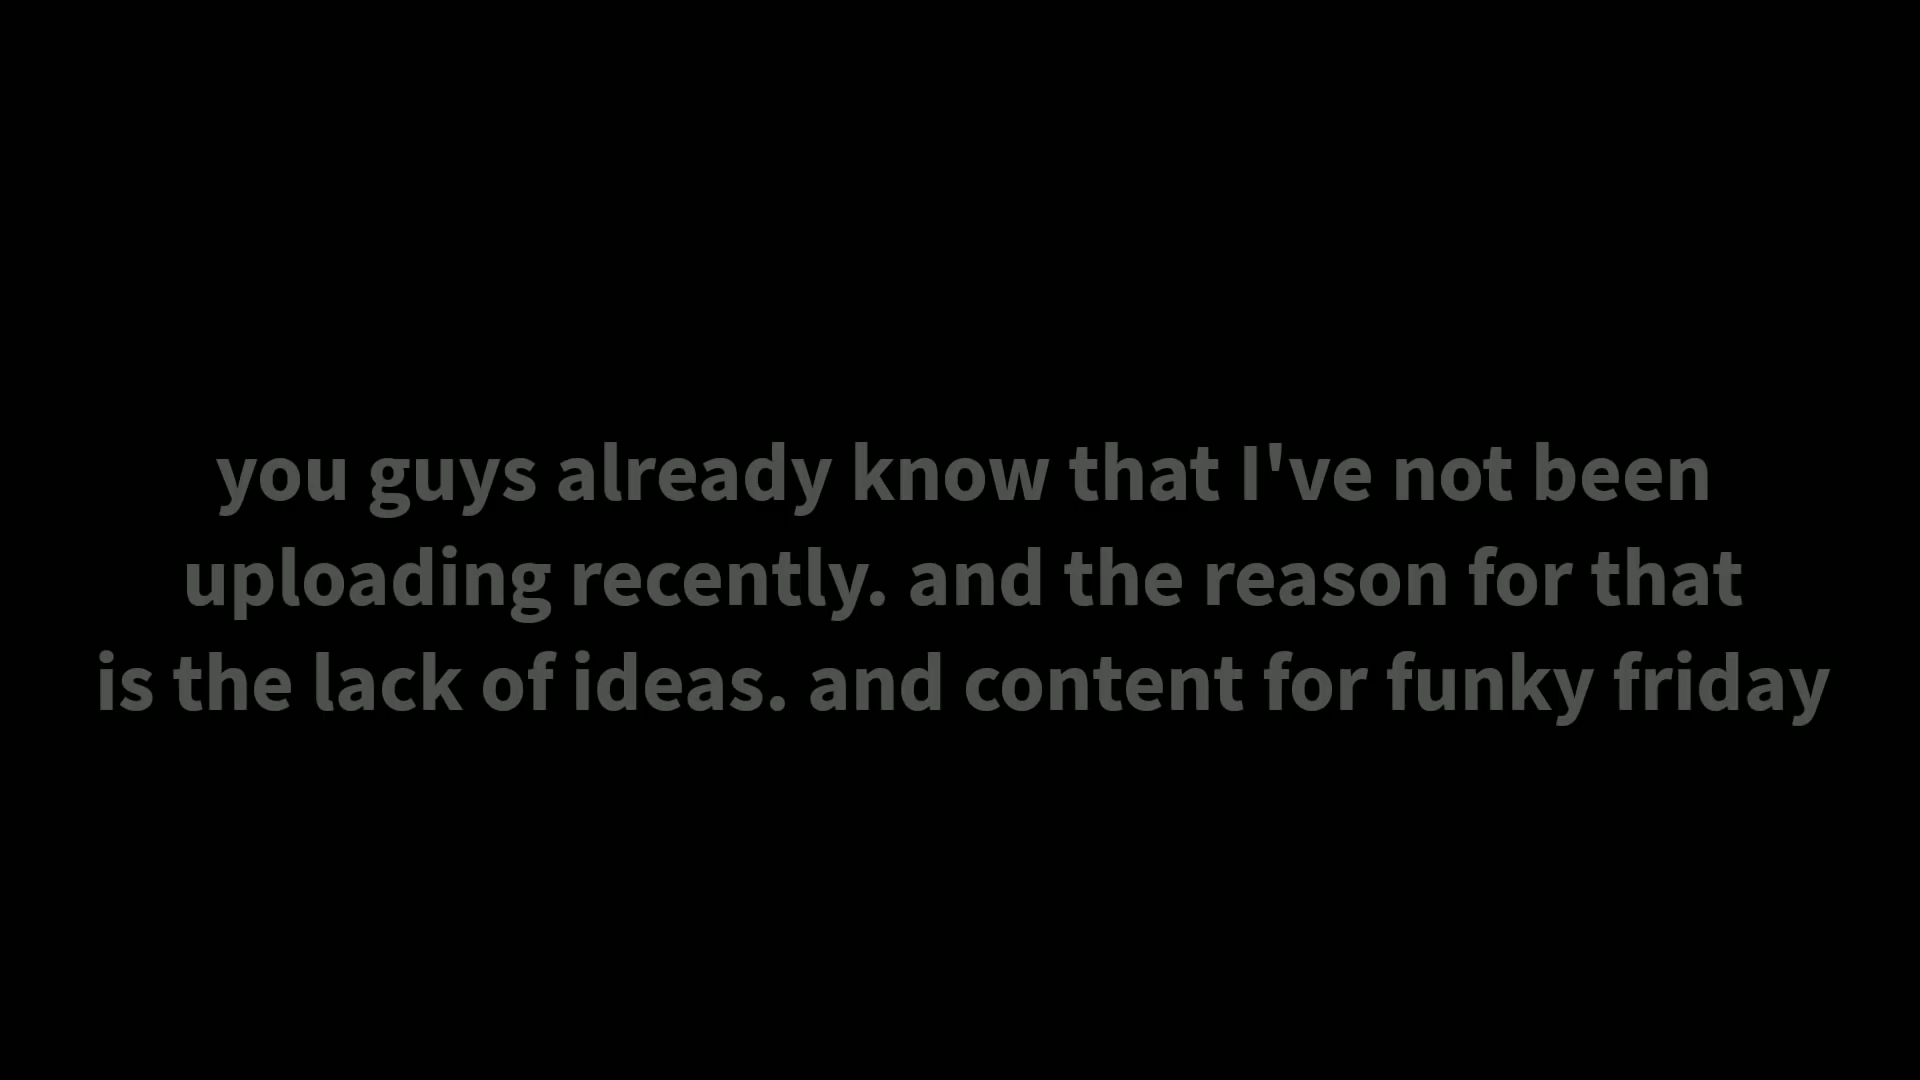 you guys already know that I've not been
uploading recently. and the reason for that
is the lack of ideas. and content for funky friday